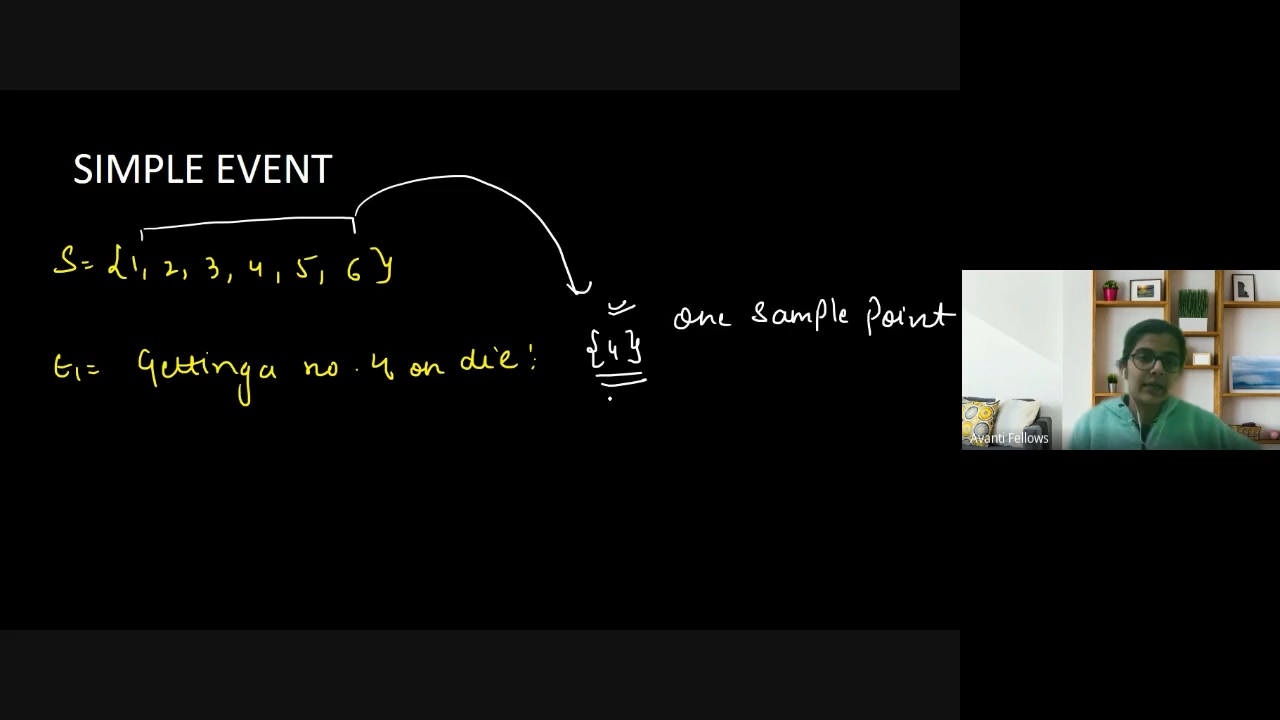 SIMPLE EVENT
S= {1, 2, 3, 4, 5, 6}
one sample point
E1= Getting a no. 4 on die: {4}
Avanti Fellows